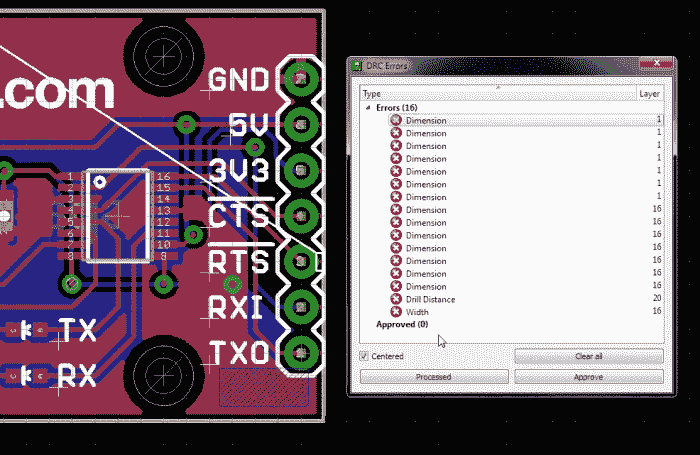 .com
GND
5V
3V3
CTS
RTS
RXI
TXO
TX
RX
1 16
2 15
3 14
4 13
5 12
6 11
7 10
8 9
DRC Errors
Type Layer
Errors (16)
Dimension 1
Dimension 1
Dimension 1
Dimension 1
Dimension 1
Dimension 1
Dimension 1
Dimension 16
Dimension 16
Dimension 16
Dimension 16
Dimension 16
Dimension 16
Dimension 16
Drill Distance 20
Width 16
Approved (0)
Centered Clear all
Processed Approve